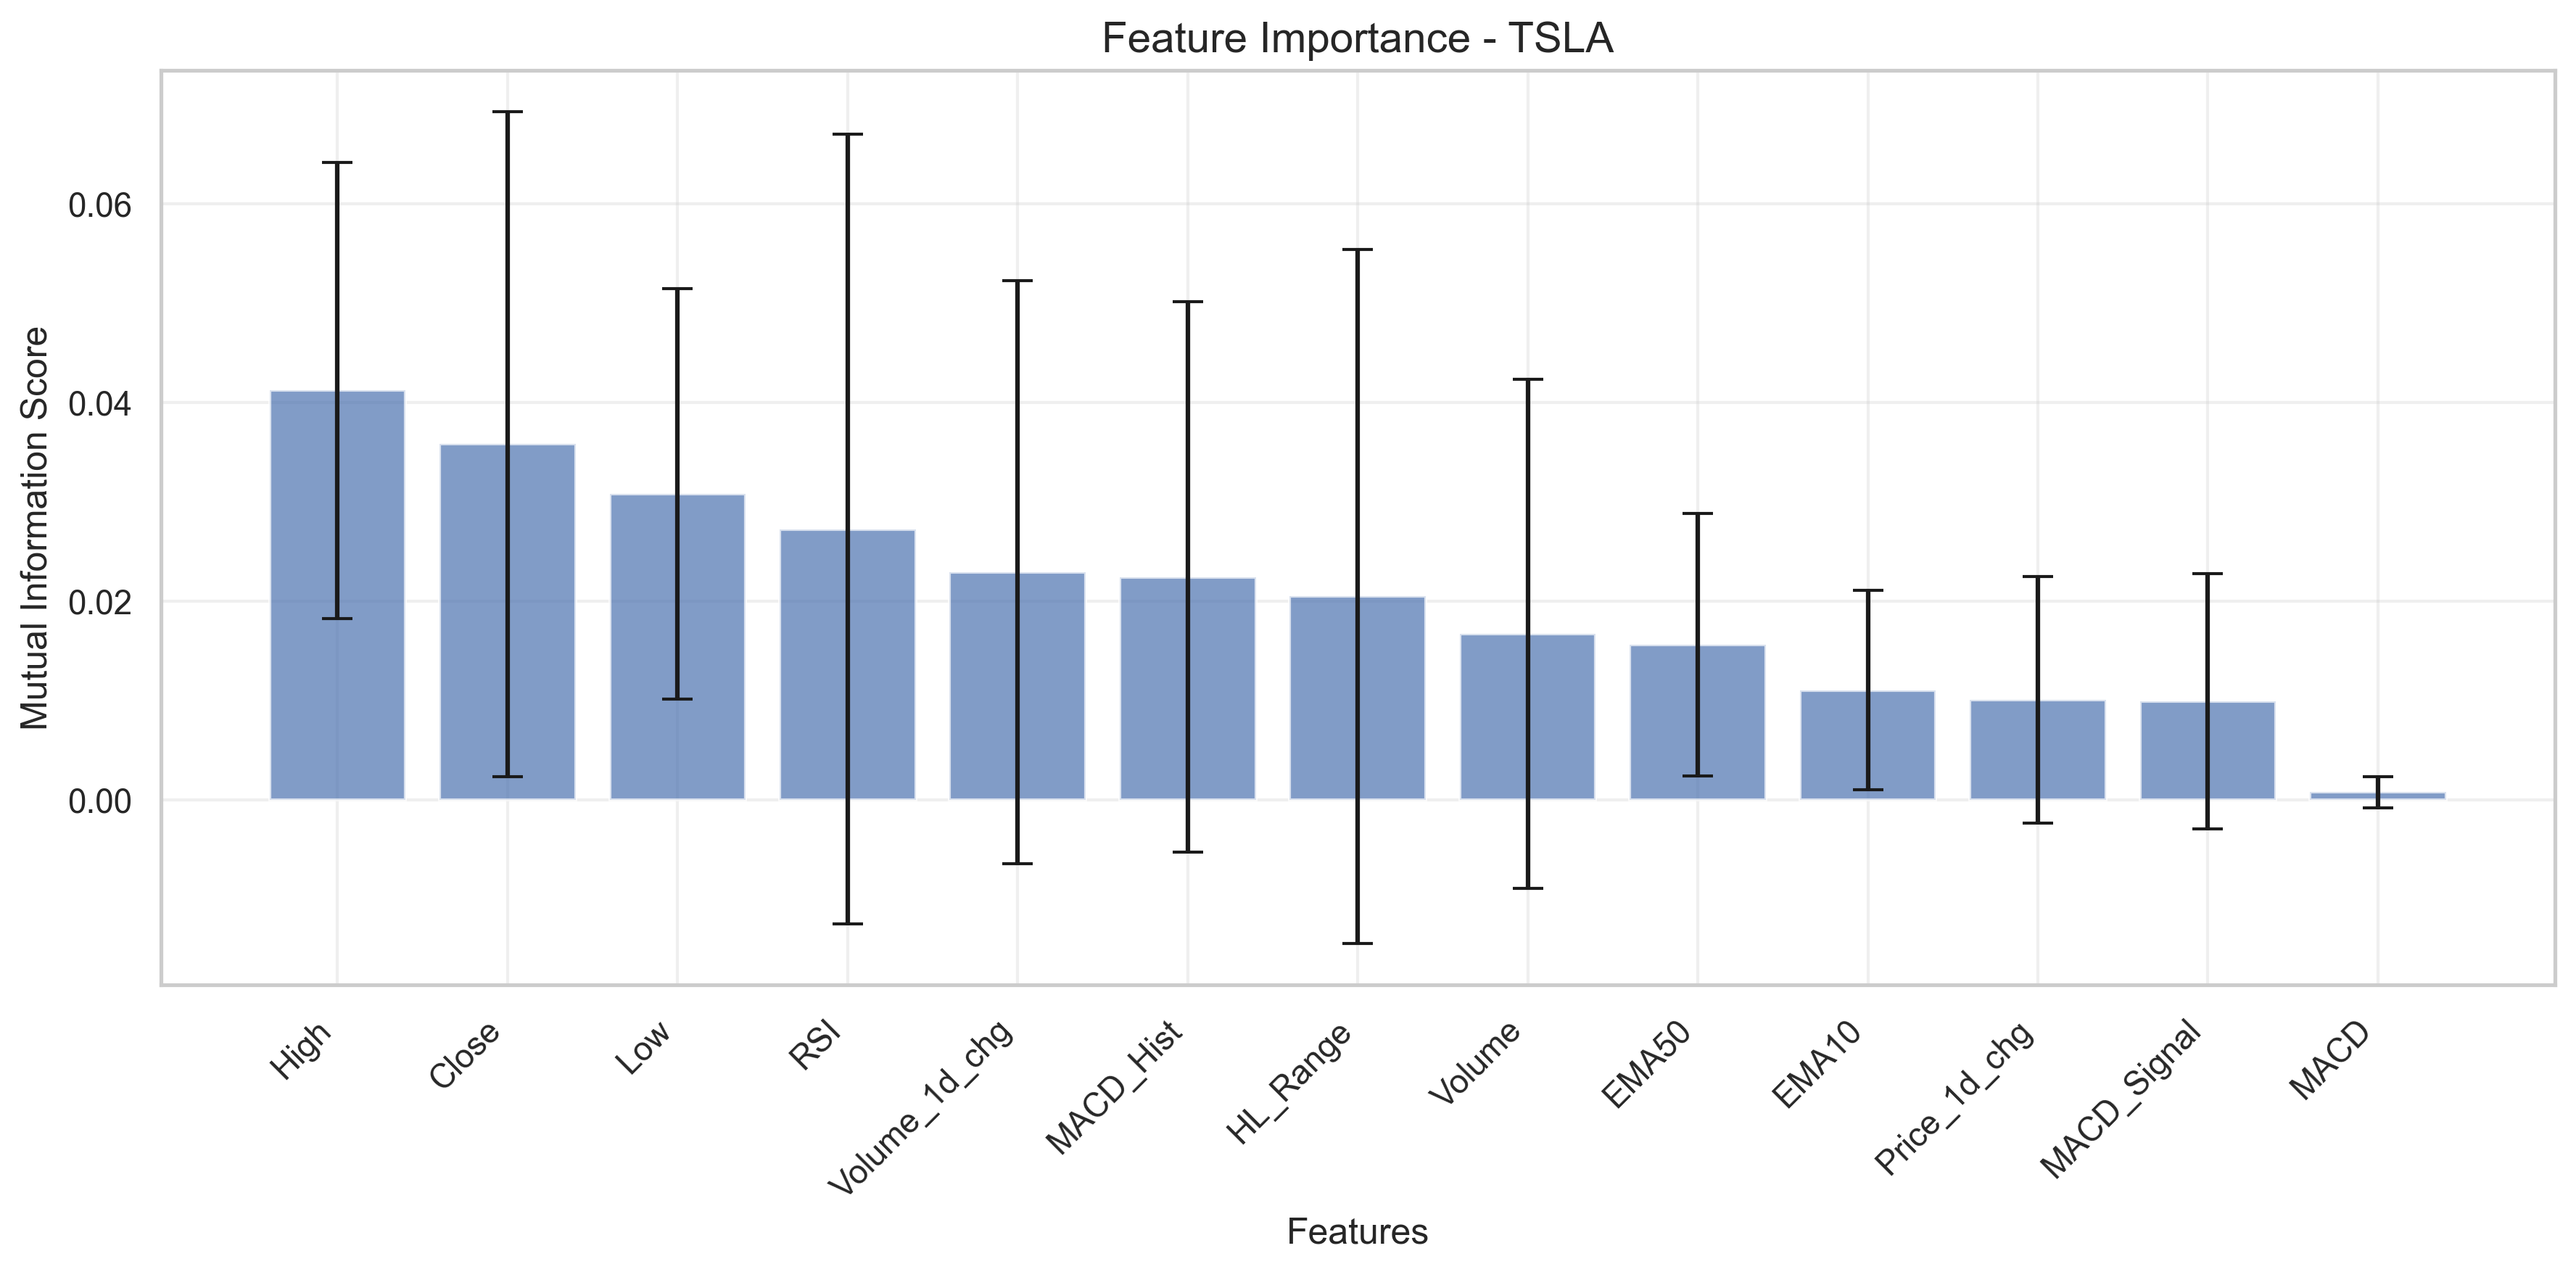 Feature Importance - TSLA
Mutual Information Score
0.06
0.04
0.02
0.00
High
Close
Low
RSI
Volume_1d_chg
MACD_Hist
HL_Range
Volume
EMA50
EMA10
Price_1d_chg
MACD_Signal
MACD
Features